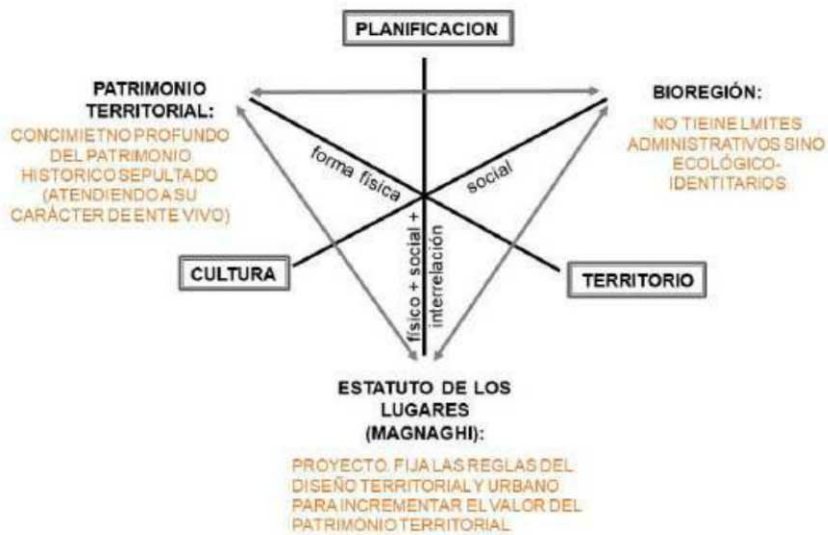 PLANIFICACION
PATRIMONIO
TERRITORIAL:
CONCIMIETNO PROFUNDO
DEL PATRIMONIO
HISTORICO SEPULTADO
(ATENDIENDO A SU
CARÁCTER DE ENTE VIVO)
BIOREGIÓN:
NO TIEINE LMITES
ADMINISTRATIVOS SINO
ECOLÓGICO-
IDENTITARIOS
forma física
social
CULTURA
físico + social +
interrelación
TERRITORIO
ESTATUTO DE LOS
LUGARES
(MAGNAGHI):
PROYECTO. FIJA LAS REGLAS DEL
DISEÑO TERRITORIAL Y URBANO
PARA INCREMENTAR EL VALOR DEL
PATRIMONIO TERRITORIAL